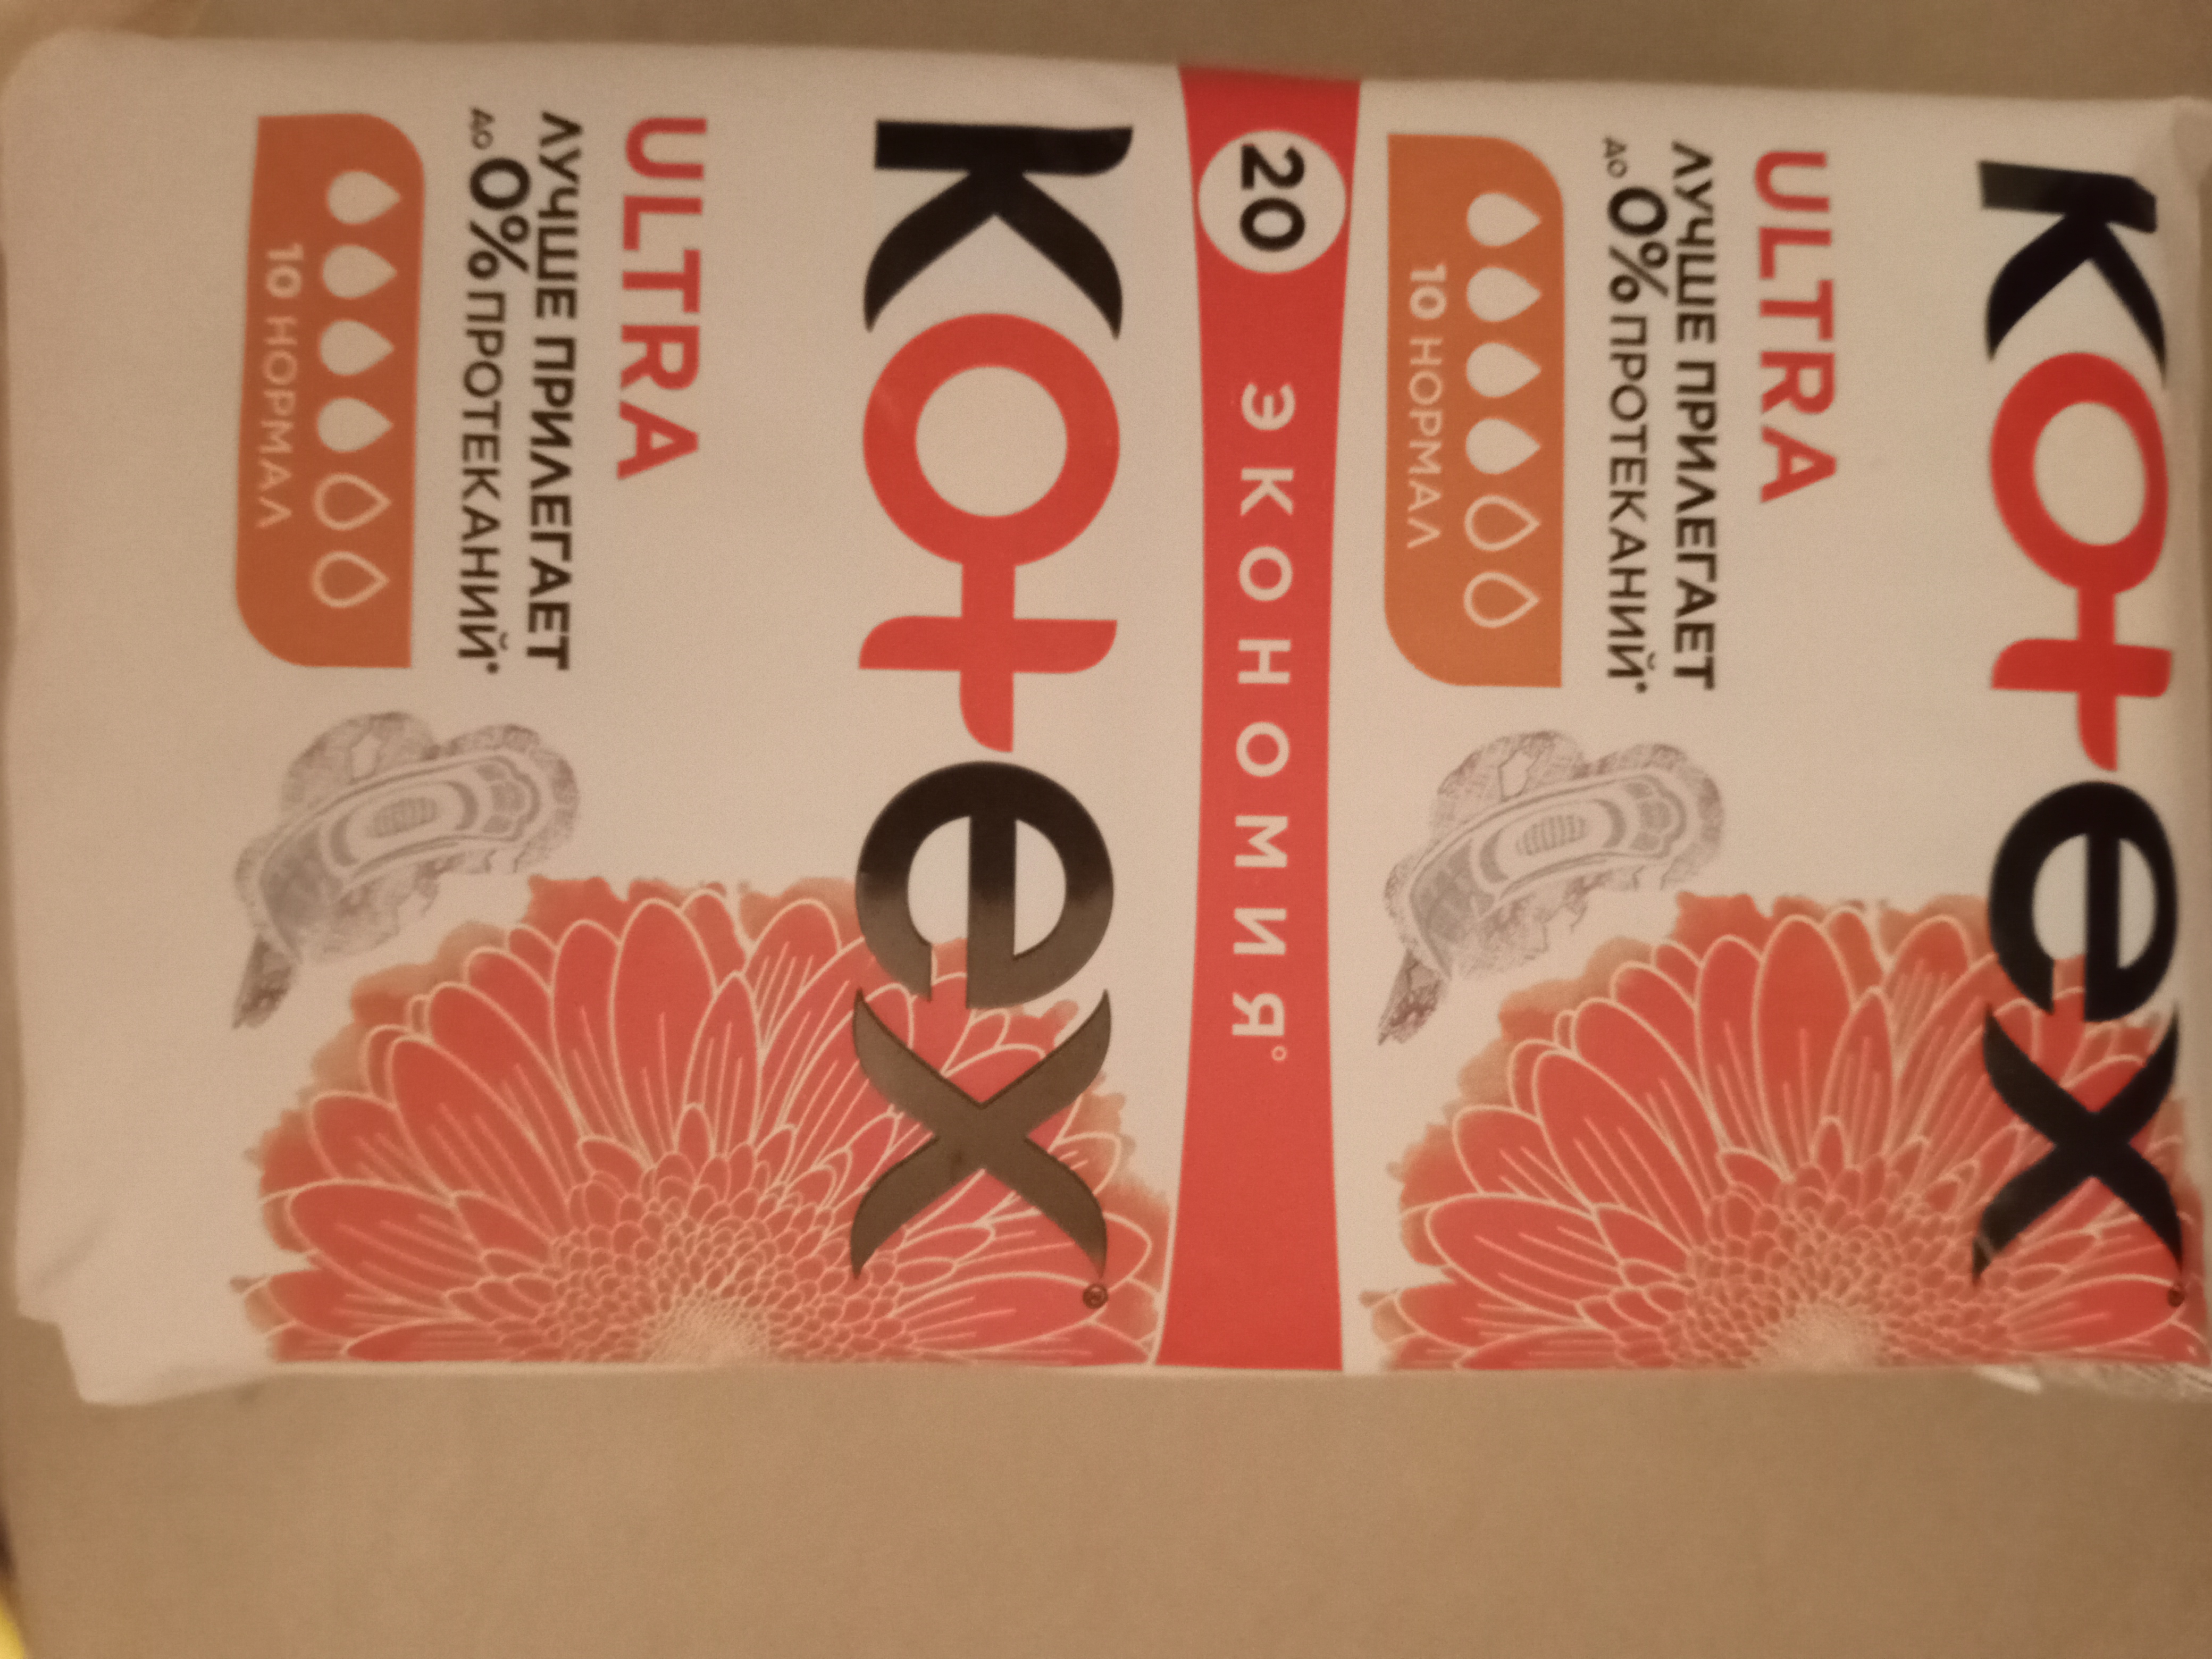 Kotex®
ULTRA
ЛУЧШЕ ПРИЛЕГАЕТ
ДО 0% ПРОТЕКАНИЙ*
10 НОРМАЛ
20 ЭКОНОМИЯ°
Kotex®
ULTRA
ЛУЧШЕ ПРИЛЕГАЕТ
ДО 0% ПРОТЕКАНИЙ*
10 НОРМАЛ